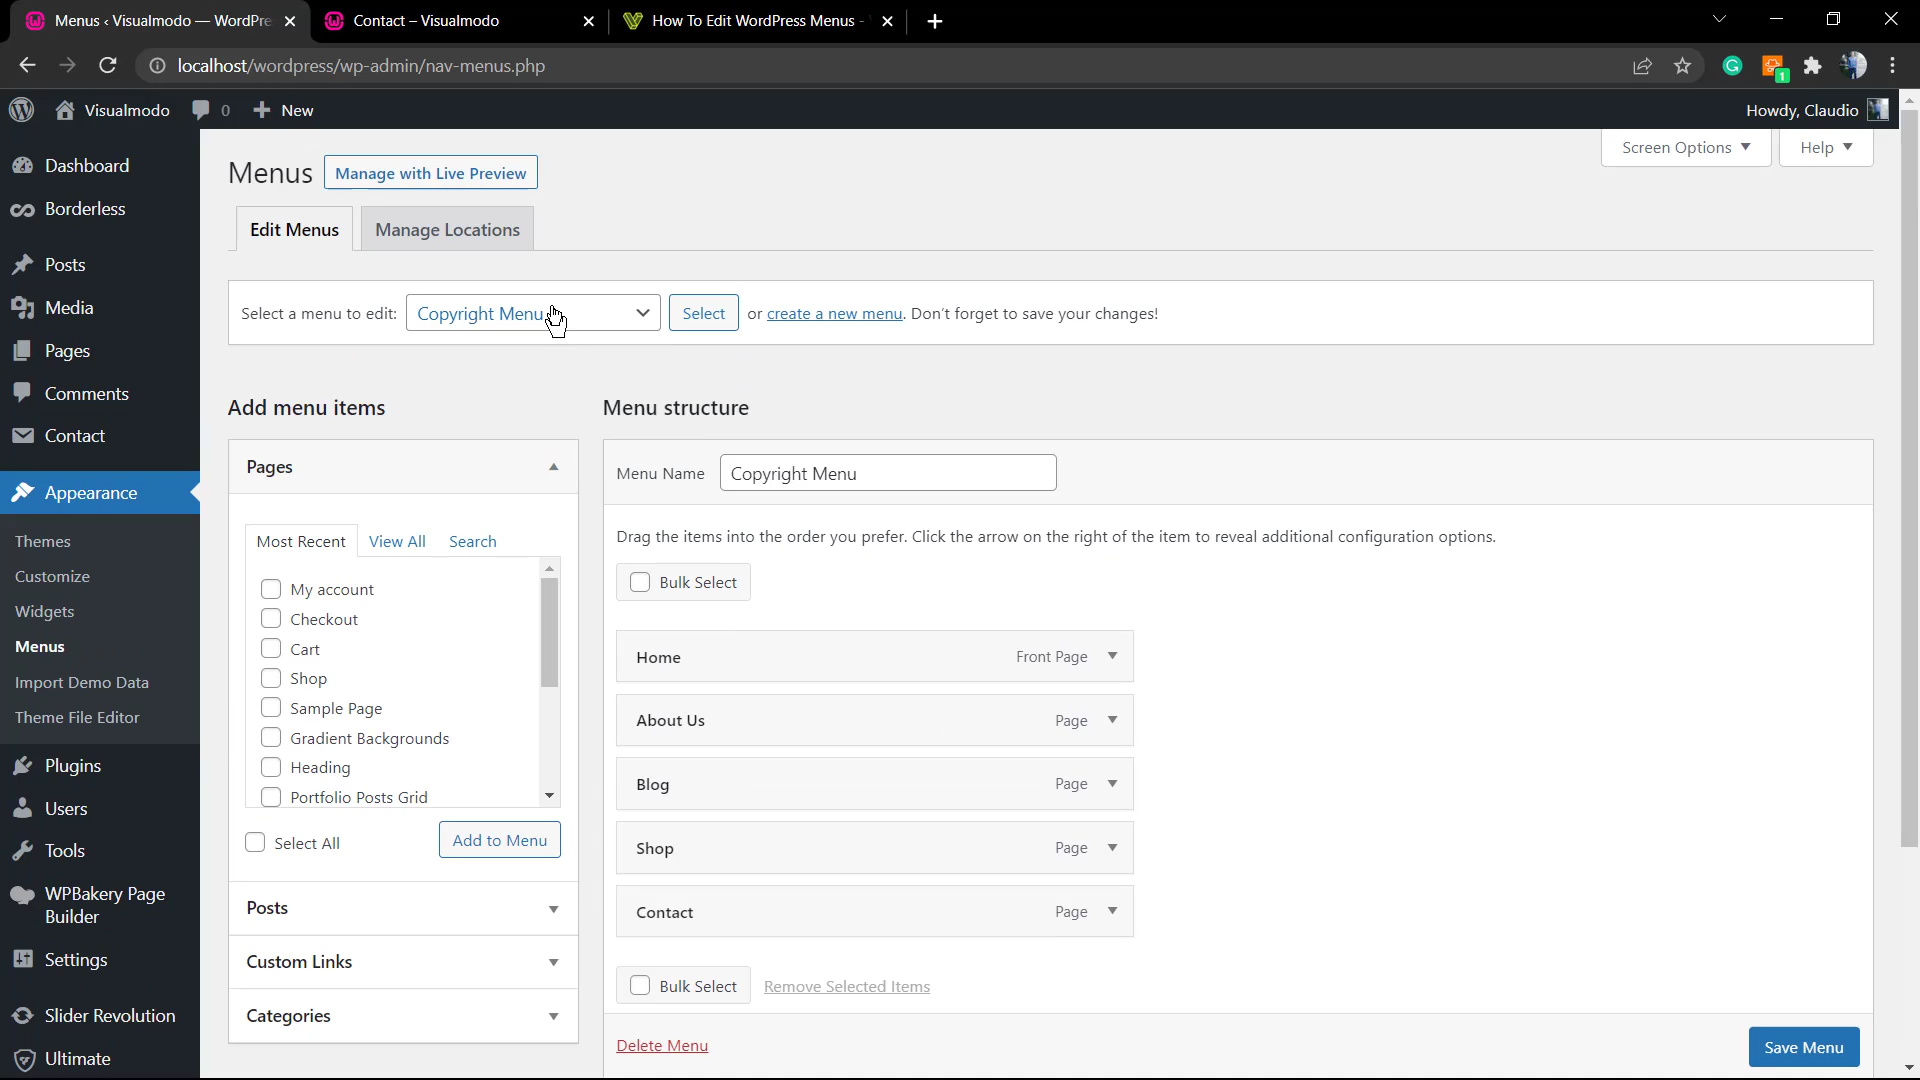 Menus ‹ Visualmodo — WordPre
Contact – Visualmodo
How To Edit WordPress Menus -
localhost/wordpress/wp-admin/nav-menus.php
1
Visualmodo
0
New
Howdy, Claudio
Dashboard
Borderless
Posts
Media
Pages
Comments
Contact
Appearance
Themes
Customize
Widgets
Menus
Import Demo Data
Theme File Editor
Plugins
Users
Tools
WPBakery Page
Builder
Settings
Slider Revolution
Ultimate
Screen Options
Help
Menus
Manage with Live Preview
Edit Menus
Manage Locations
Select a menu to edit: Copyright Menu Select or create a new menu. Don't forget to save your changes!
Add menu items
Pages
Most Recent View All Search
My account
Checkout
Cart
Shop
Sample Page
Gradient Backgrounds
Heading
Portfolio Posts Grid
Select All
Add to Menu
Posts
Custom Links
Categories
Menu structure
Menu Name Copyright Menu
Drag the items into the order you prefer. Click the arrow on the right of the item to reveal additional configuration options.
Bulk Select
Home Front Page
About Us Page
Blog Page
Shop Page
Contact Page
Bulk Select Remove Selected Items
Delete Menu
Save Menu